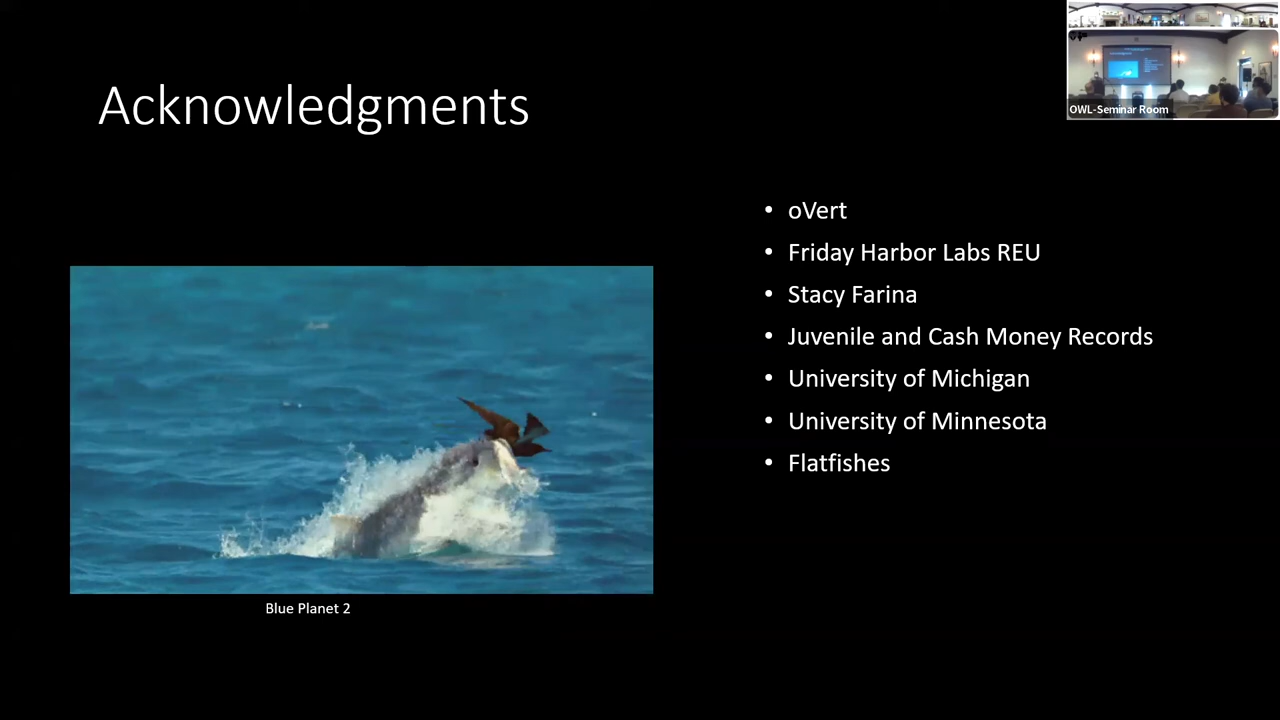 OWL-Seminar Room
Acknowledgments
• oVert
• Friday Harbor Labs REU
• Stacy Farina
• Juvenile and Cash Money Records
• University of Michigan
• University of Minnesota
• Flatfishes
Blue Planet 2